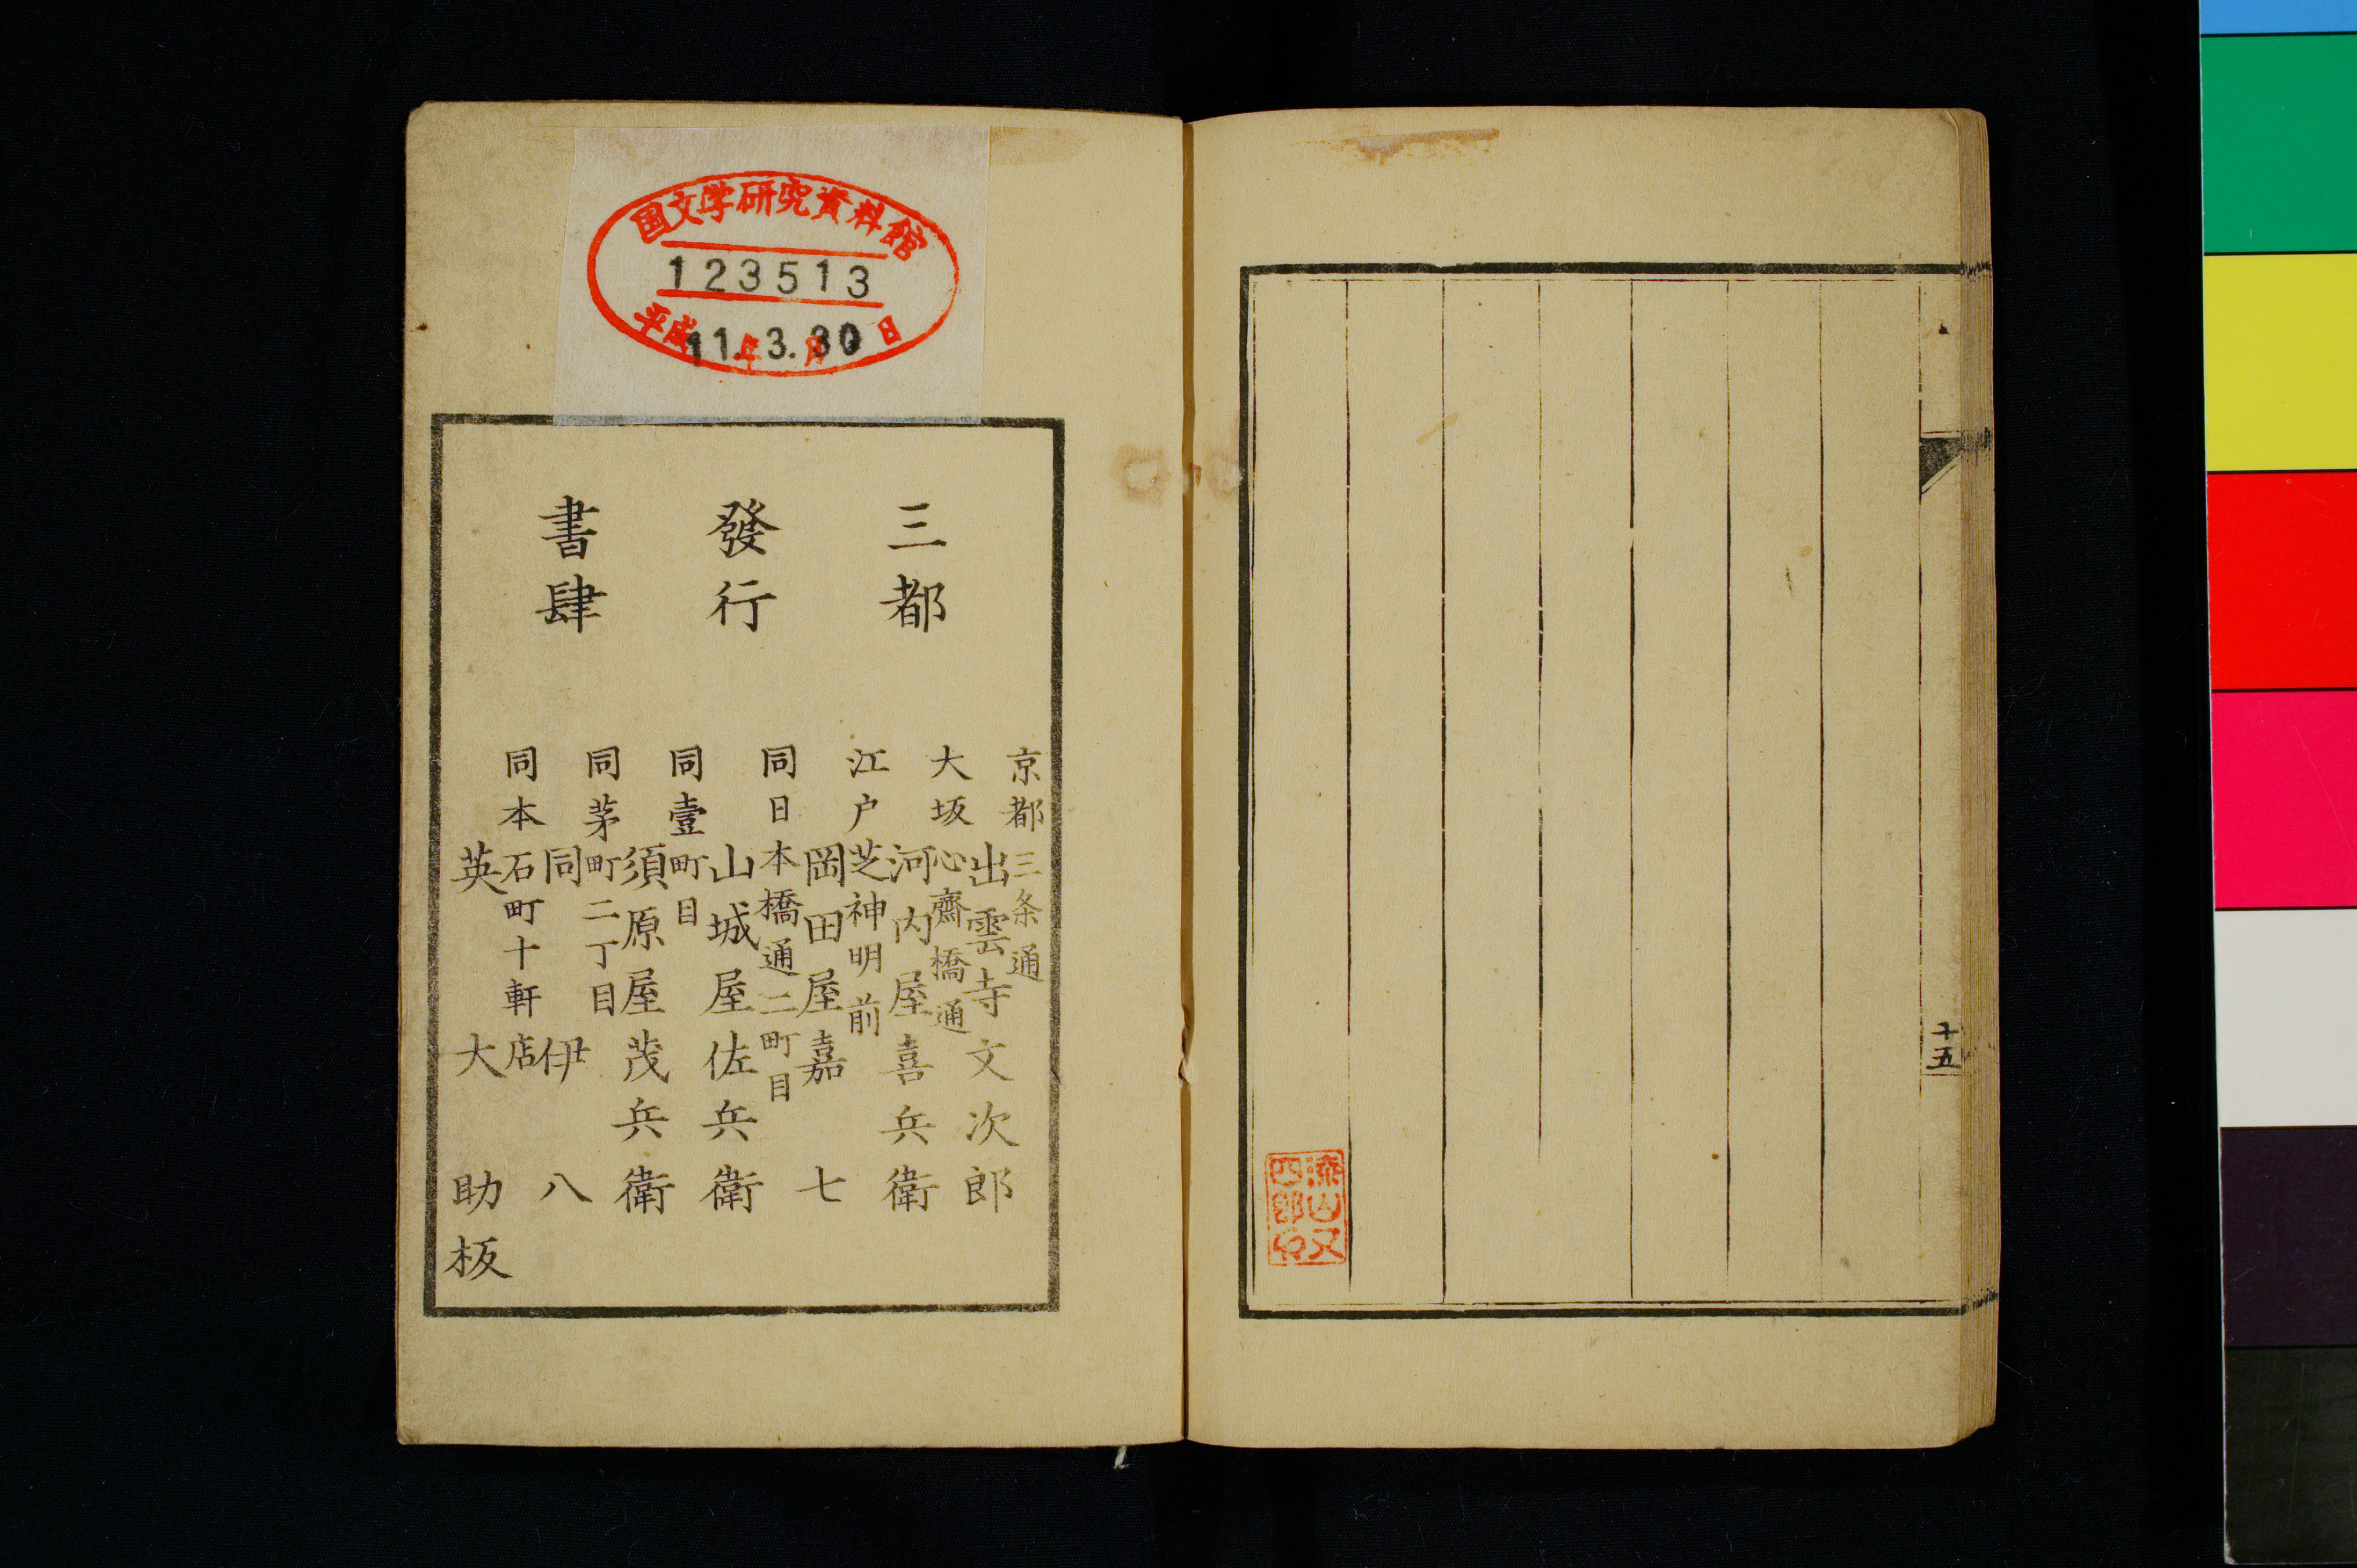 十五
国文学研究資料館
123513
平成11年3月30日
三都
發行
書肆
京都三条通
出雲寺文次郎
大坂心齋橋通
河内屋喜兵衛
江戸芝神明前
岡田屋嘉七
同日本橋通二町目
山城屋佐兵衛
同壹町目
須原屋茂兵衛
同茅町二丁目
同伊八
同本石町十軒店
英大助板